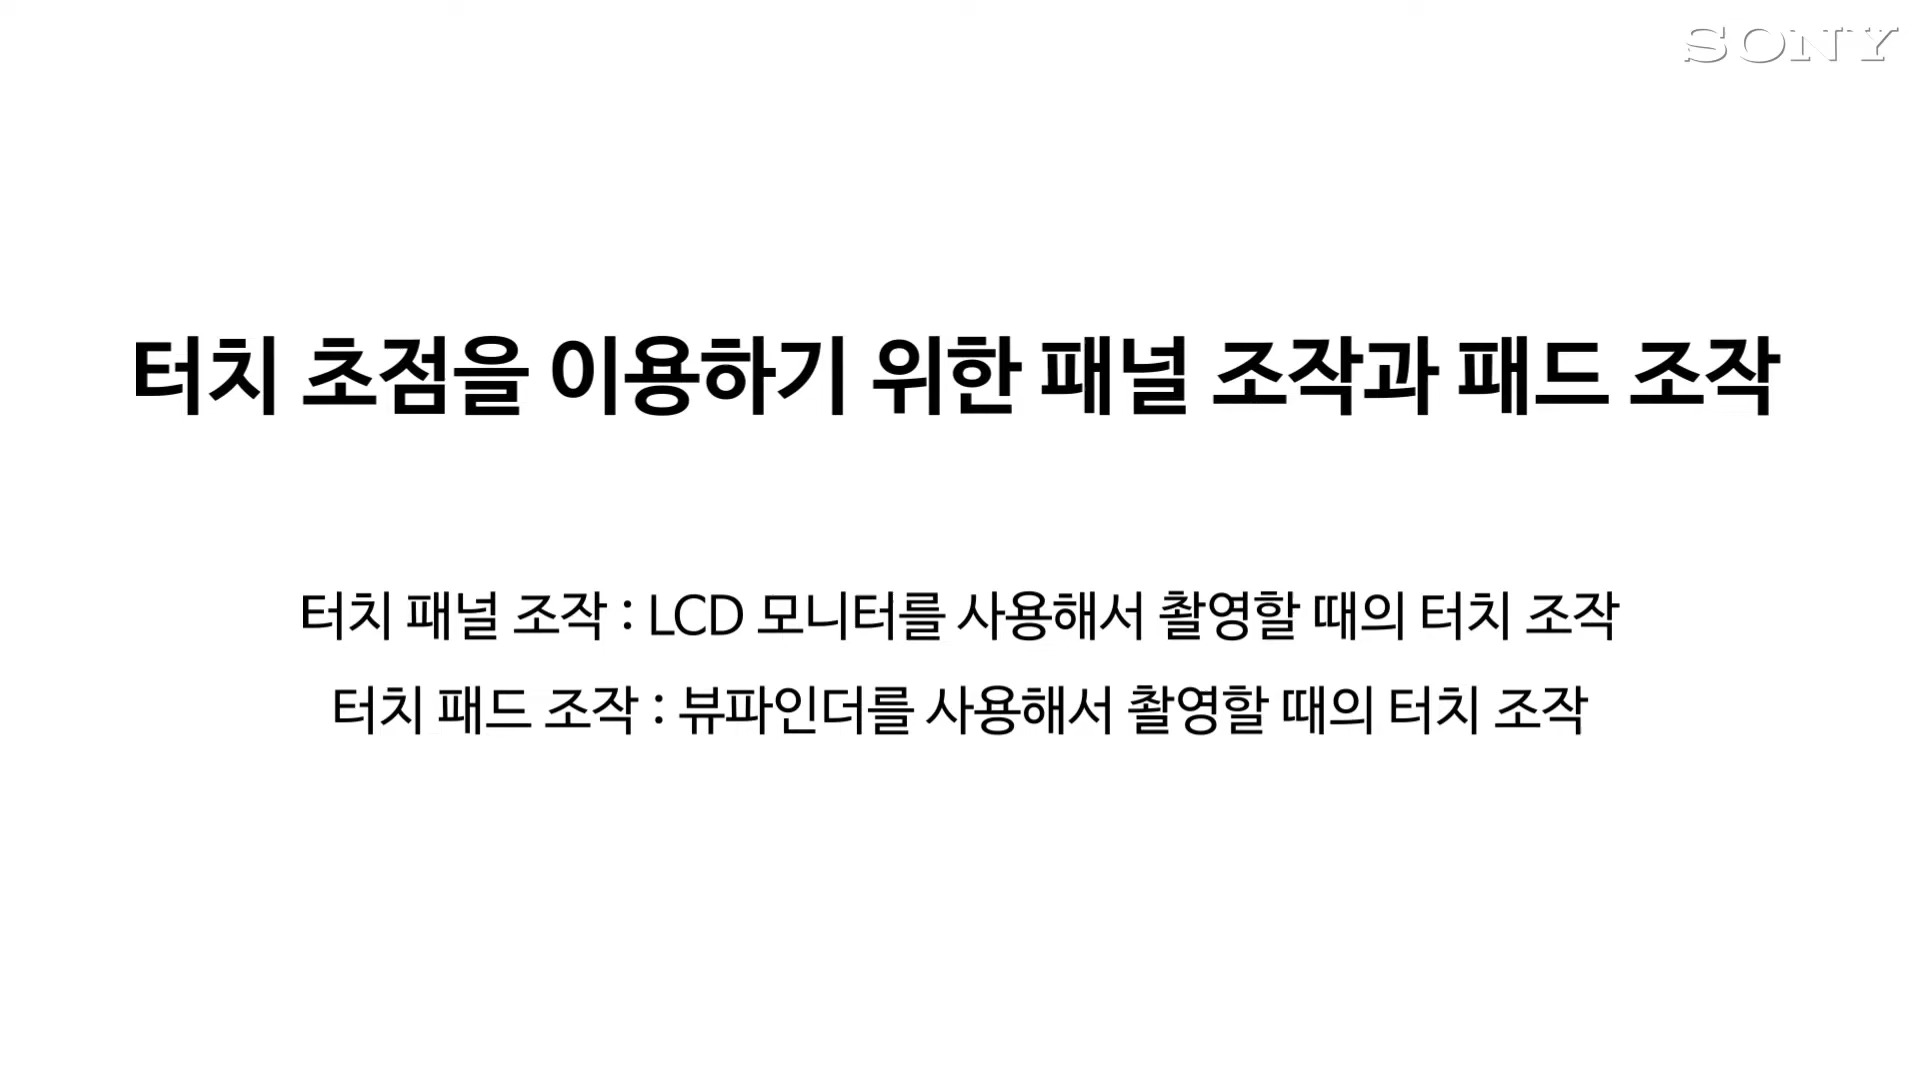 SONY
터치 초점을 이용하기 위한 패널 조작과 패드 조작
터치 패널 조작 : LCD 모니터를 사용해서 촬영할 때의 터치 조작
터치 패드 조작 : 뷰파인더를 사용해서 촬영할 때의 터치 조작